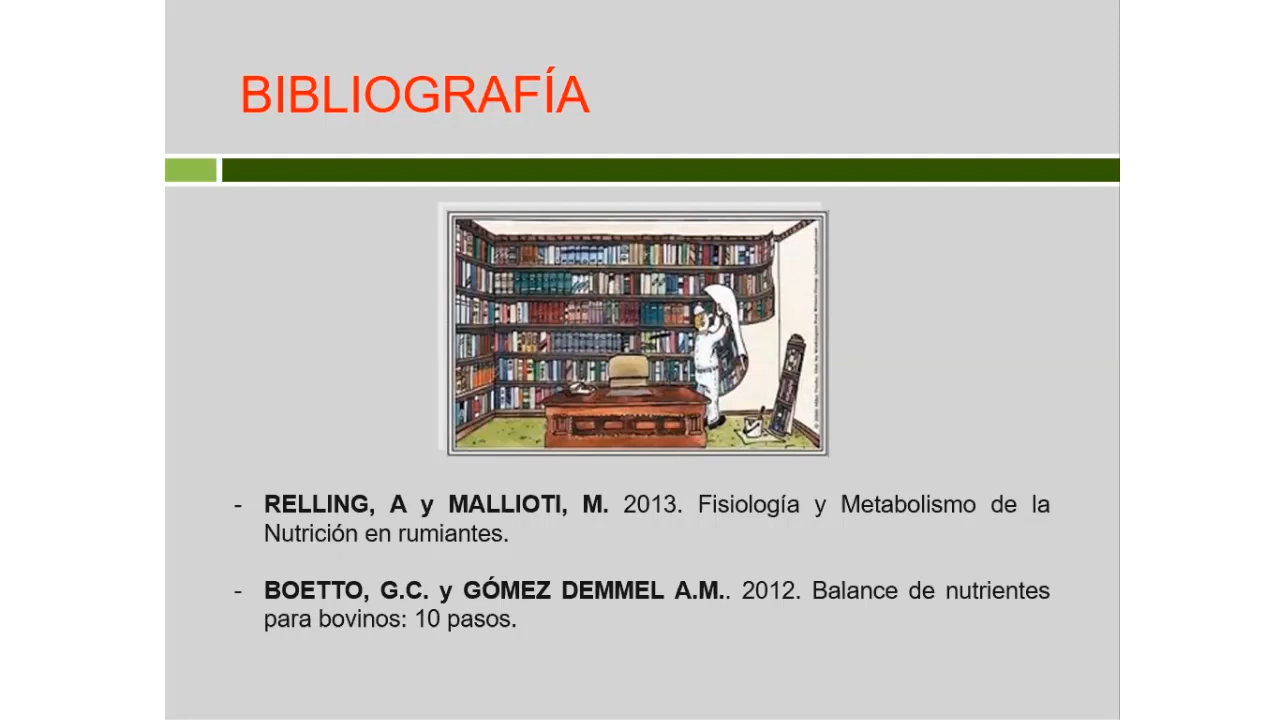 BIBLIOGRAFÍA
- RELLING, A y MALLIOTI, M. 2013. Fisiología y Metabolismo de la
Nutrición en rumiantes.
- BOETTO, G.C. y GÓMEZ DEMMEL A.M.. 2012. Balance de nutrientes
para bovinos: 10 pasos.